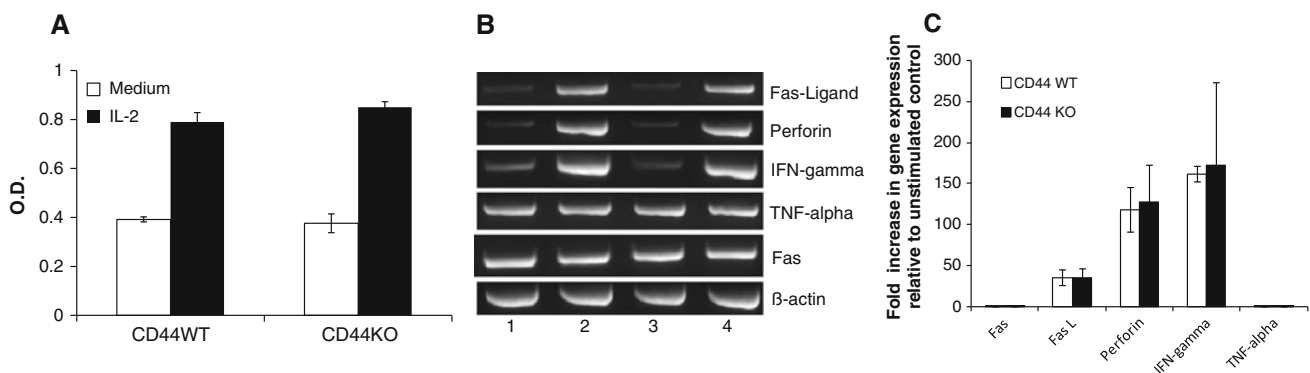 A
1
0.8
0.6
0.4
0.2
0
O.D.
Medium
IL-2
CD44WT
CD44KO
B
Fas-Ligand
Perforin
IFN-gamma
TNF-alpha
Fas
ß-actin
1 2 3 4
C
Fold increase in gene expression
relative to unstimulated control
300
250
200
150
100
50
0
CD44 WT
CD44 KO
Fas
Fas L
Perforin
IFN-gamma
TNF-alpha